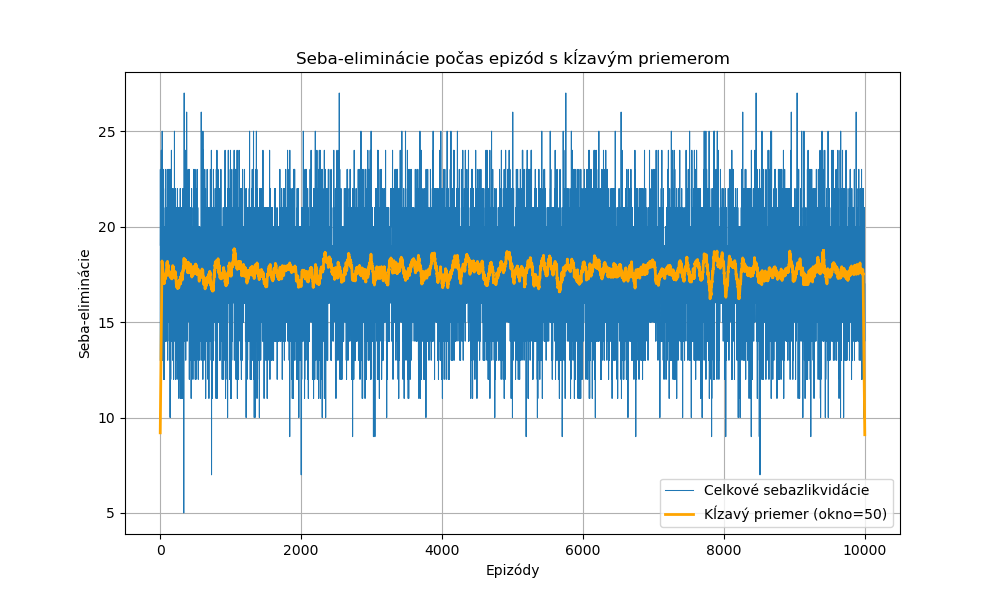 Seba-eliminácie počas epizód s kĺzavým priemerom
Seba-eliminácie
25
20
15
10
5
0
2000
4000
6000
8000
10000
Epizódy
Celkové sebazlikvidácie
Kĺzavý priemer (okno=50)